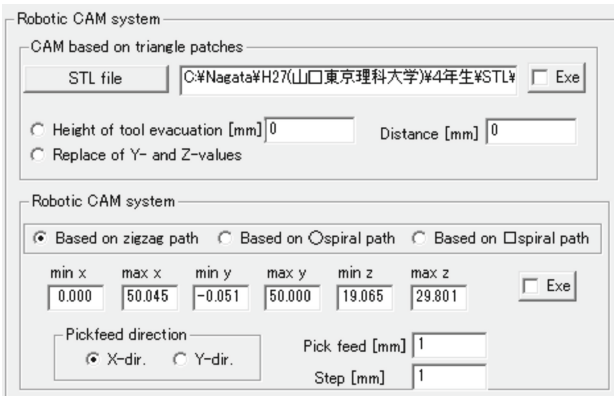 Robotic CAM system
CAM based on triangle patches
STL file C:¥Nagata¥H27(山口東京理科大学)¥4年生¥STL¥ Exe
Height of tool evacuation [mm] 0 Distance [mm] 0
Replace of Y- and Z-values
Robotic CAM system
Based on zigzag path Based on ○spiral path Based on □spiral path
min x max x min y max y min z max z
0.000 50.045 -0.051 50.000 19.065 29.801 Exe
Pickfeed direction
X-dir. Y-dir.
Pick feed [mm] 1
Step [mm] 1